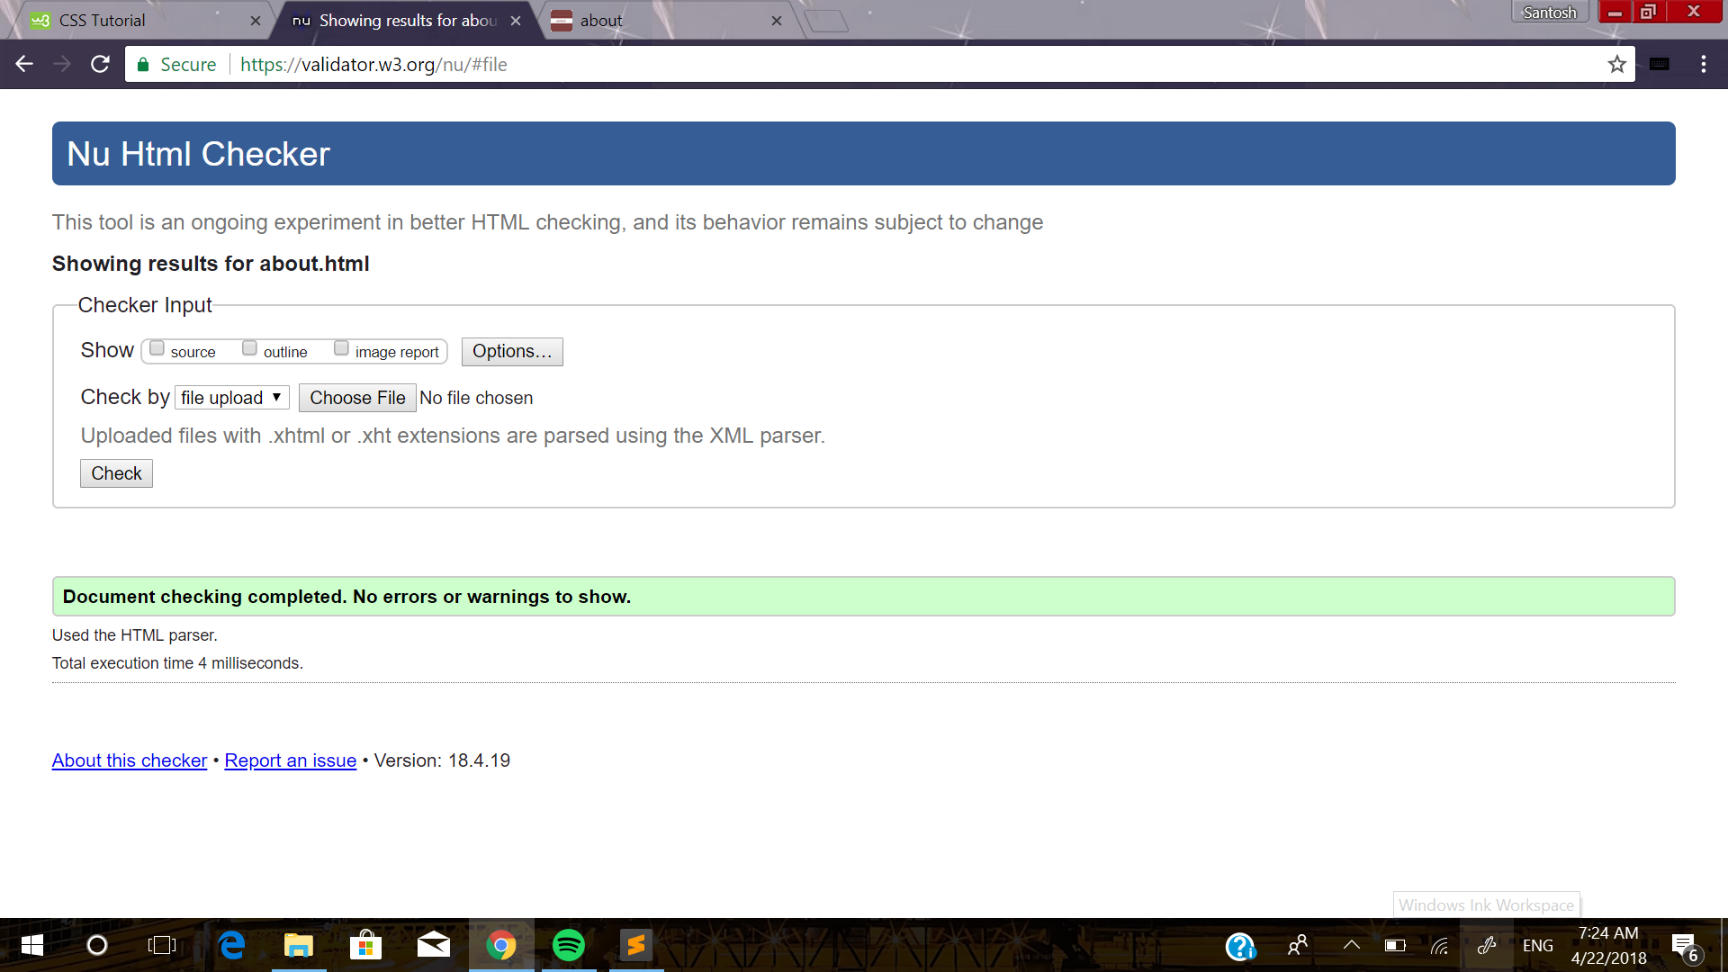 CSS Tutorial
Showing results for abou
about
Santosh
Secure
https://validator.w3.org/nu/#file
Nu Html Checker
This tool is an ongoing experiment in better HTML checking, and its behavior remains subject to change
Showing results for about.html
Checker Input
Show source outline image report Options...
Check by file upload Choose File No file chosen
Uploaded files with .xhtml or .xht extensions are parsed using the XML parser.
Check
Document checking completed. No errors or warnings to show.
Used the HTML parser.
Total execution time 4 milliseconds.
About this checker • Report an issue • Version: 18.4.19
Windows Ink Workspace
ENG
7:24 AM
4/22/2018
6